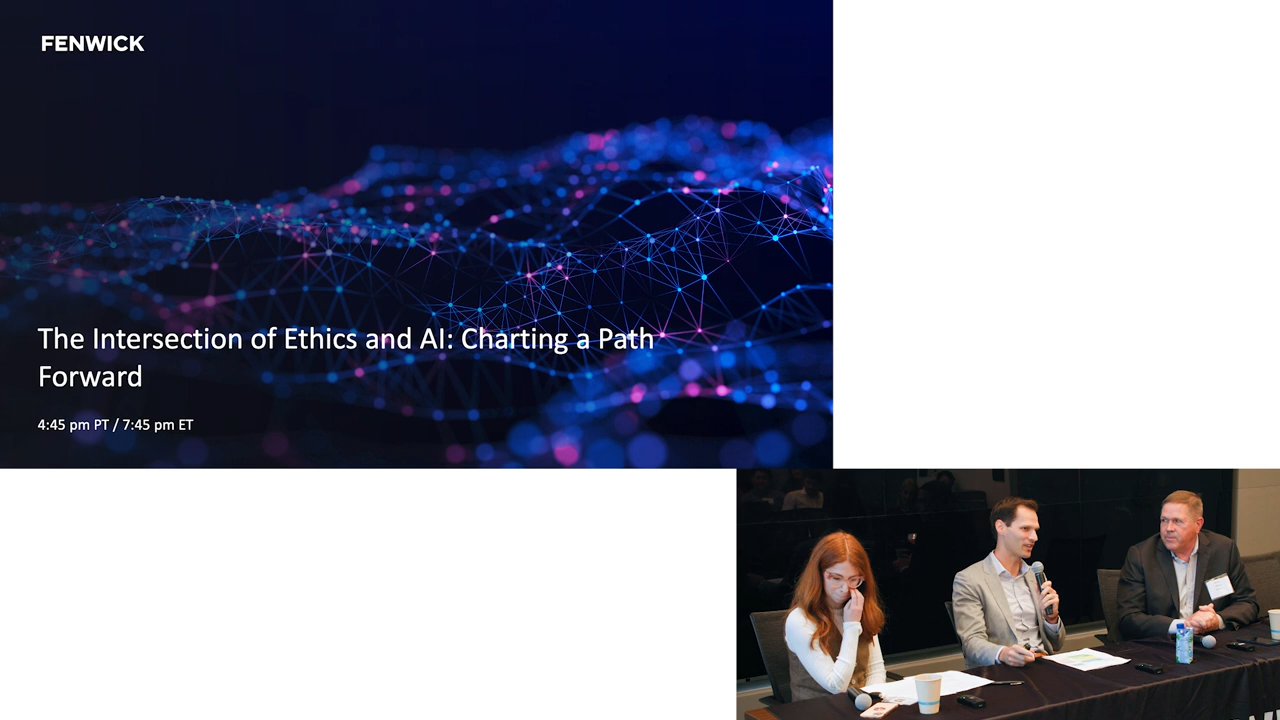 FENWICK
The Intersection of Ethics and AI: Charting a Path
Forward
4:45 pm PT / 7:45 pm ET